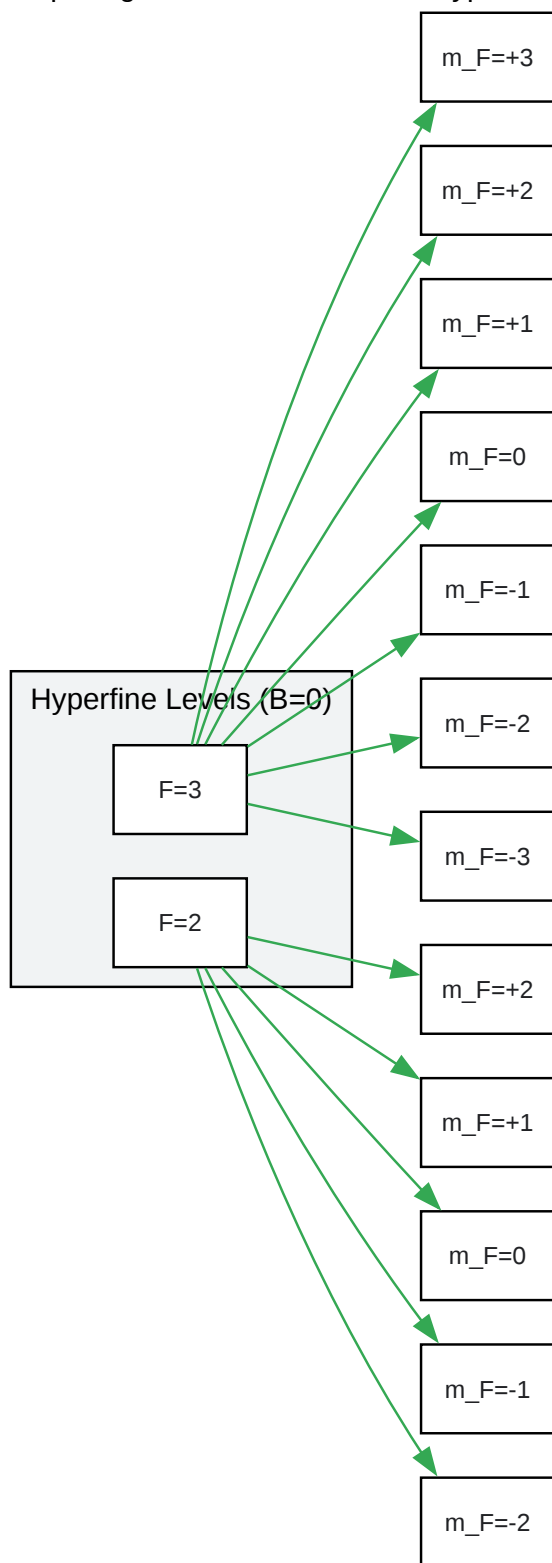 m_F=+3
m_F=+2
m_F=+1
m_F=0
m_F=-1
Hyperfine Levels (B=0)
m_F=-2
F=3
m_F=-3
F=2
m_F=+2
m_F=+1
m_F=0
m_F=-1
m_F=-2